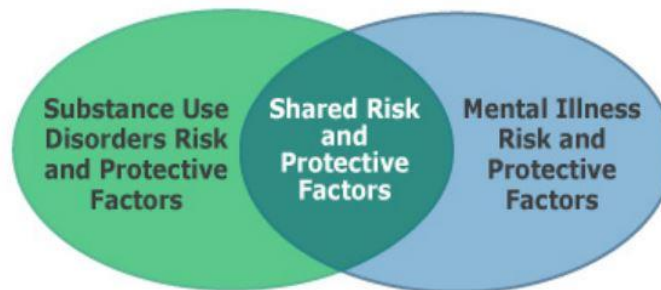 Substance Use
Disorders Risk
and Protective
Factors
Shared Risk
and
Protective
Factors
Mental Illness
Risk and
Protective
Factors